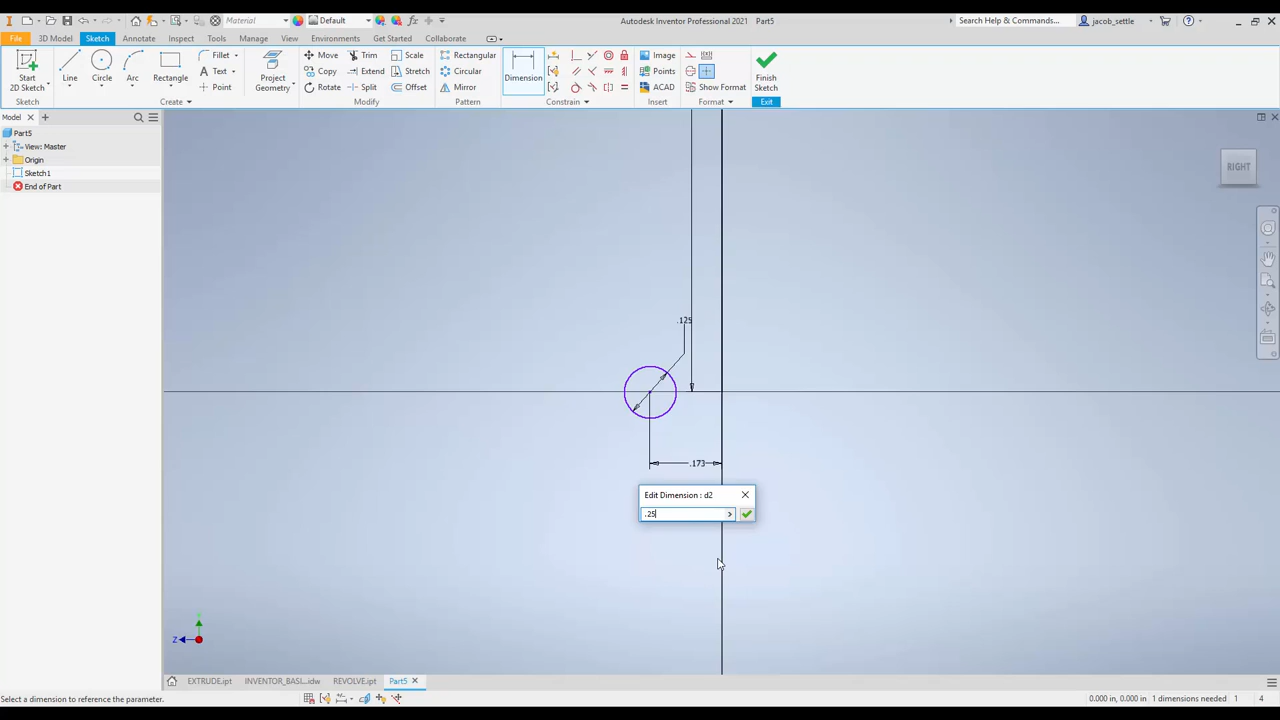 Material
Default
Autodesk Inventor Professional 2021 Part5
Search Help & Commands...
jacob_settle
File 3D Model Sketch Annotate Inspect Tools Manage View Environments Get Started Collaborate
Start
2D Sketch
Line
Circle
Arc
Rectangle
Fillet
Text
Point
Project
Geometry
Move
Copy
Rotate
Trim
Extend
Split
Scale
Stretch
Offset
Rectangular
Circular
Mirror
Dimension
Image
Points
ACAD
Show Format
Finish
Sketch
Sketch
Create
Modify
Pattern
Constrain
Insert
Format
Exit
Model
Part5
View: Master
Origin
Sketch1
End of Part
RIGHT
.125
.173
Edit Dimension : d2
.25
Y
Z
EXTRUDE.ipt INVENTOR_BASI...idw REVOLVE.ipt Part5
Select a dimension to reference the parameter.
0.000 in, 0.000 in 1 dimensions needed 1 4